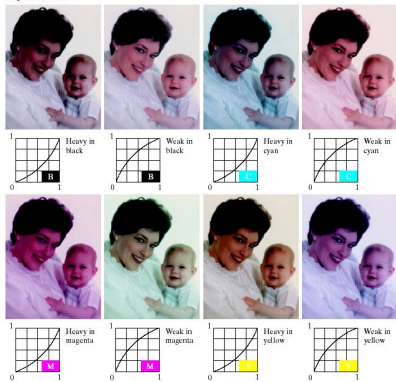 1 Heavy in
black
B
0 1
1 Weak in
black
B
0 1
1 Heavy in
cyan
C
0 1
1 Weak in
cyan
C
0 1
1 Heavy in
magenta
M
0 1
1 Weak in
magenta
M
0 1
1 Heavy in
yellow
Y
0 1
1 Weak in
yellow
Y
0 1